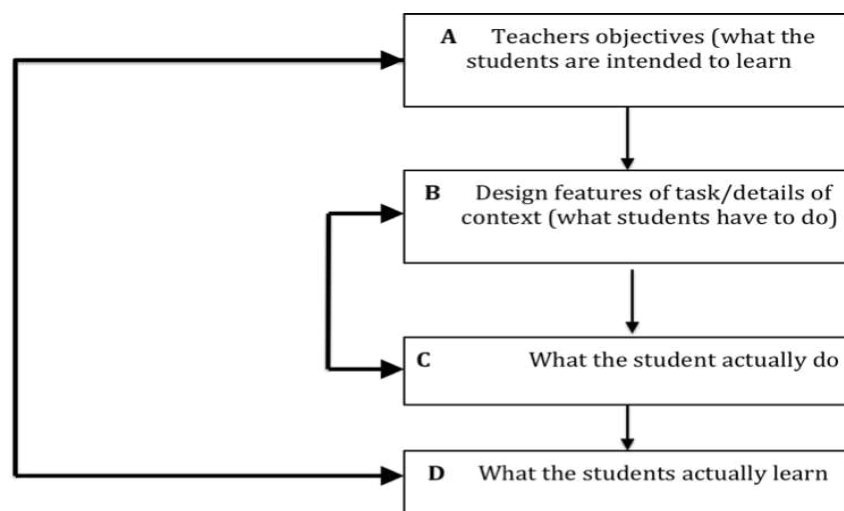 A Teachers objectives (what the
students are intended to learn
B Design features of task/details of
context (what students have to do)
C What the student actually do
D What the students actually learn